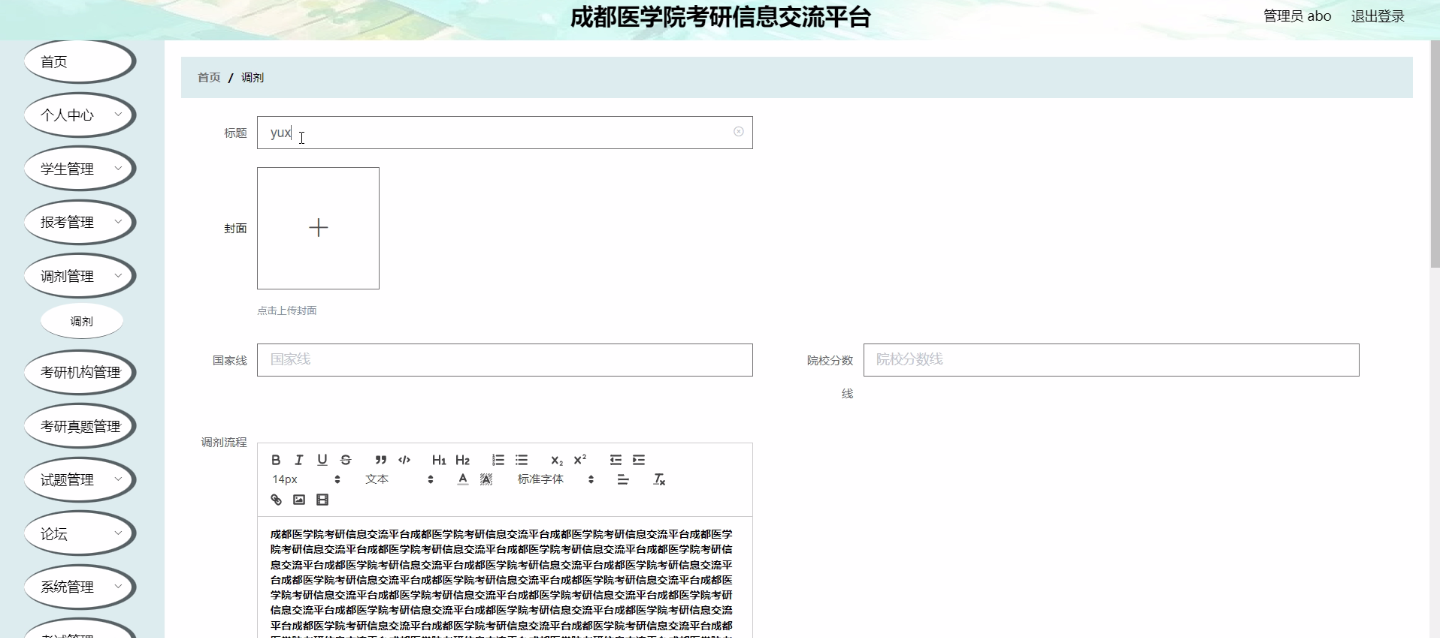 成都医学院考研信息交流平台
管理员 abo 退出登录
首页
个人中心
学生管理
报考管理
调剂管理
调剂
考研机构管理
考研真题管理
试题管理
论坛
系统管理
首页 / 调剂
标题 yux
封面
点击上传封面
国家线 国家线
院校分数线 院校分数线
调剂流程
B I U S H1 H2 X₂ X²
14px 文本 A A 标准字体
成都医学院考研信息交流平台成都医学院考研信息交流平台成都医学院考研信息交流平台成都医学
院考研信息交流平台成都医学院考研信息交流平台成都医学院考研信息交流平台成都医学院考研信
息交流平台成都医学院考研信息交流平台成都医学院考研信息交流平台成都医学院考研信息交流平
台成都医学院考研信息交流平台成都医学院考研信息交流平台成都医学院考研信息交流平台成都医
学院考研信息交流平台成都医学院考研信息交流平台成都医学院考研信息交流平台成都医学院考研
信息交流平台成都医学院考研信息交流平台成都医学院考研信息交流平台成都医学院考研信息交流
平台成都医学院考研信息交流平台成都医学院考研信息交流平台成都医学院考研信息交流平台成都